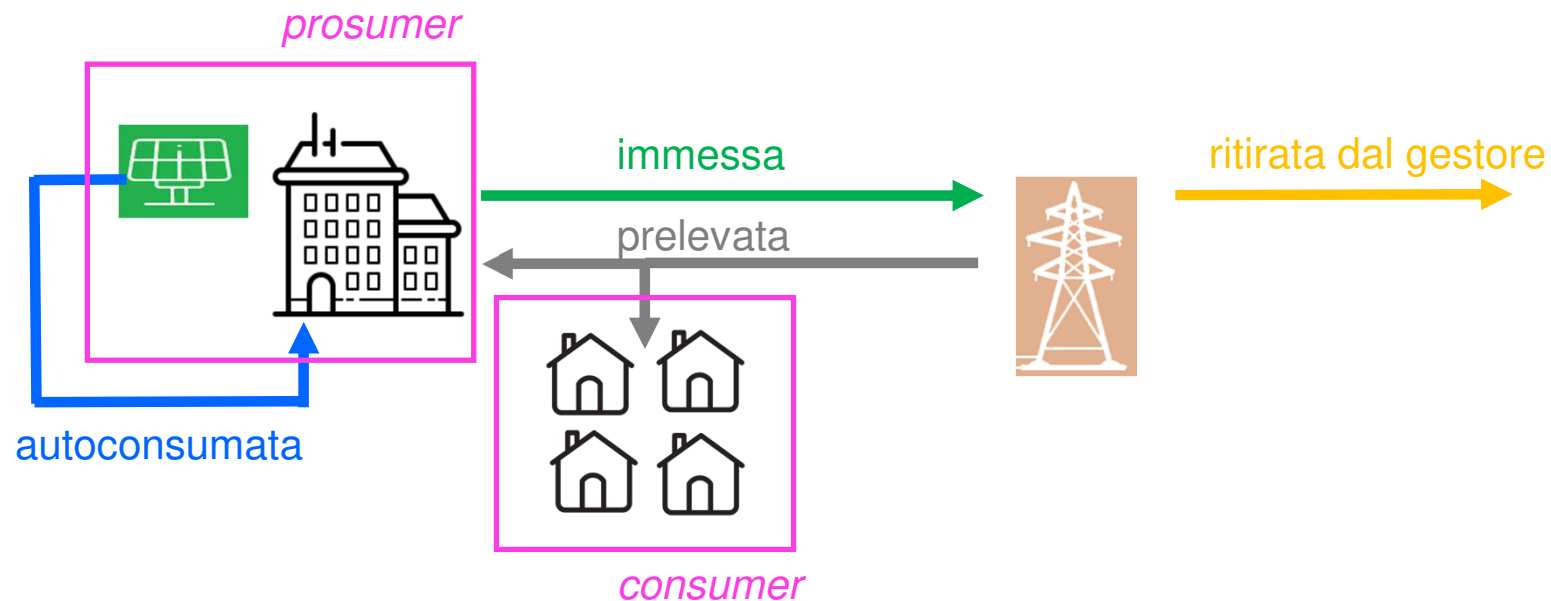 prosumer
immessa
ritirata dal gestore
prelevata
autoconsumata
consumer